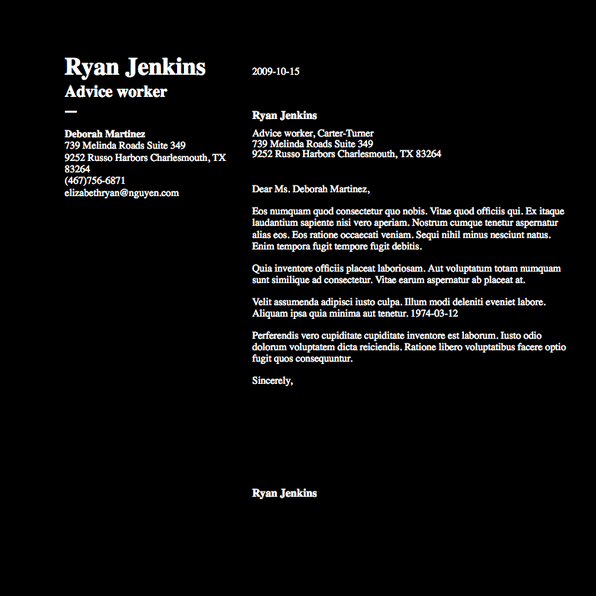 Ryan Jenkins
Advice worker
—
Deborah Martinez
739 Melinda Roads Suite 349
9252 Russo Harbors Charlesmouth, TX
83264
(467)756-6871
elizabethryan@nguyen.com
2009-10-15
Ryan Jenkins
Advice worker, Carter-Turner
739 Melinda Roads Suite 349
9252 Russo Harbors Charlesmouth, TX 83264
Dear Ms. Deborah Martinez,
Eos numquam quod consectetur quo nobis. Vitae quod officiis qui. Ex itaque
laudantium sapiente nisi vero aperiam. Nostrum cumque tenetur aspernatur
alias eos. Eos ratione occaecati veniam. Sequi nihil minus nesciunt natus.
Enim tempora fugit tempore fugit debitis.
Quia inventore officiis placeat laboriosam. Aut voluptatum totam numquam
sunt similique ad consectetur. Vitae earum aspernatur ab placeat at.
Velit assumenda adipisci iusto culpa. Illum modi deleniti eveniet labore.
Aliquam ipsa quia minima aut tenetur. 1974-03-12
Perferendis vero cupiditate cupiditate inventore est laborum. Iusto odio
dolorum voluptatem dicta reiciendis. Ratione libero voluptatibus facere optio
fugit quos consequuntur.
Sincerely,
Ryan Jenkins